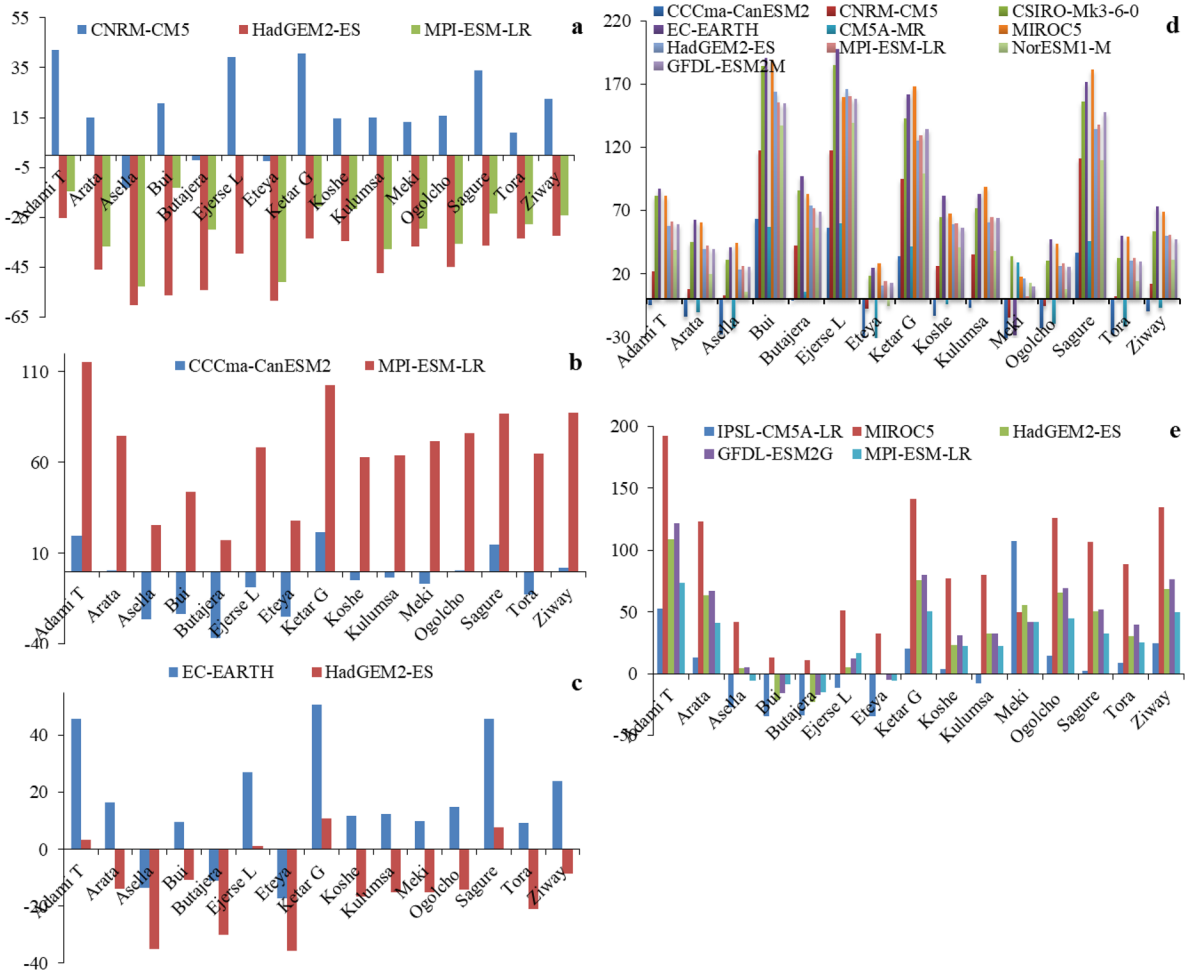 CNRM-CM5 HadGEM2-ES MPI-ESM-LR
a
55
35
15
-5
-25
-45
-65
Adami T Arata Asella Bui Butajera Ejerse L Eteya Ketar G Koshe Kulumsa Meki Ogolcho Sagure Tora Ziway
CCCma-CanESM2 MPI-ESM-LR
b
110
60
10
-40
Adami T Arata Asella Bui Butajera Ejerse L Eteya Ketar G Koshe Kulumsa Meki Ogolcho Sagure Tora Ziway
EC-EARTH HadGEM2-ES
c
40
20
0
-20
-40
Adami T Arata Asella Bui Butajera Ejerse L Eteya Ketar G Koshe Kulumsa Meki Ogolcho Sagure Tora Ziway
CCCma-CanESM2 CNRM-CM5 CSIRO-Mk3-6-0
EC-EARTH CM5A-MR MIROC5
HadGEM2-ES MPI-ESM-LR NorESM1-M
GFDL-ESM2M
d
220
170
120
70
20
-30
Adami T Arata Asella Bui Butajera Ejerse L Eteya Ketar G Koshe Kulumsa Meki Ogolcho Sagure Tora Ziway
IPSL-CM5A-LR MIROC5 HadGEM2-ES
GFDL-ESM2G MPI-ESM-LR
e
200
150
100
50
0
Adami T Arata Asella Bui Butajera Ejerse L Eteya Ketar G Koshe Kulumsa Meki Ogolcho Sagure Tora Ziway